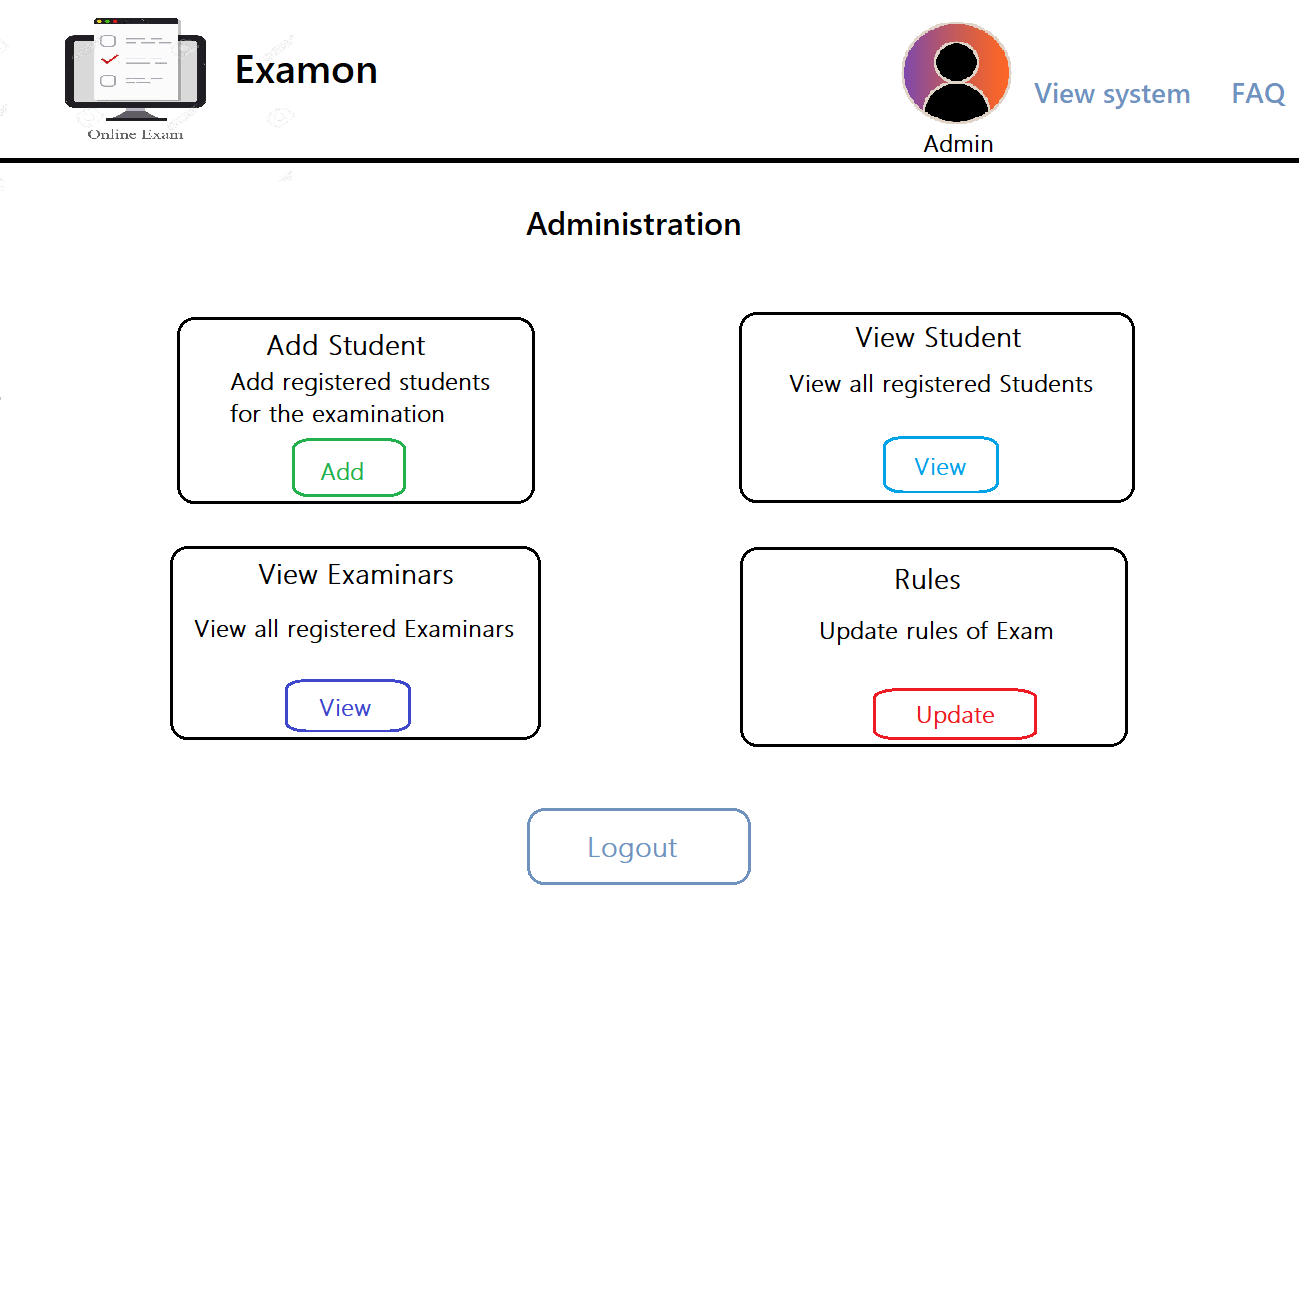 Online Exam
Examon
Admin
View system
FAQ
Administration
Add Student
Add registered students
for the examination
Add
View Student
View all registered Students
View
View Examinars
View all registered Examinars
View
Rules
Update rules of Exam
Update
Logout